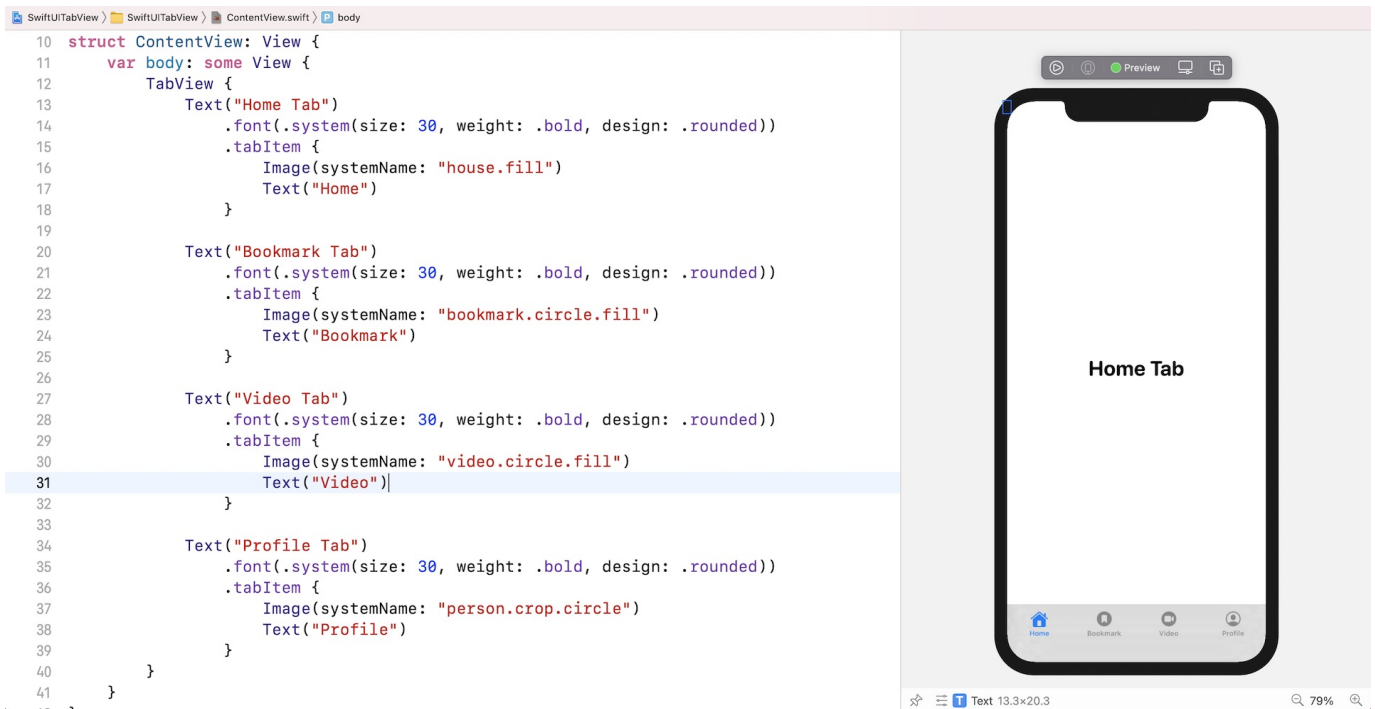 SwiftUITabView 〉 SwiftUITabView 〉 ContentView.swift 〉 P body
10 struct ContentView: View {
11     var body: some View {
12         TabView {
13             Text("Home Tab")
14                 .font(.system(size: 30, weight: .bold, design: .rounded))
15                 .tabItem {
16                     Image(systemName: "house.fill")
17                     Text("Home")
18                 }
19
20             Text("Bookmark Tab")
21                 .font(.system(size: 30, weight: .bold, design: .rounded))
22                 .tabItem {
23                     Image(systemName: "bookmark.circle.fill")
24                     Text("Bookmark")
25                 }
26
27             Text("Video Tab")
28                 .font(.system(size: 30, weight: .bold, design: .rounded))
29                 .tabItem {
30                     Image(systemName: "video.circle.fill")
31                     Text("Video")
32                 }
33
34             Text("Profile Tab")
35                 .font(.system(size: 30, weight: .bold, design: .rounded))
36                 .tabItem {
37                     Image(systemName: "person.crop.circle")
38                     Text("Profile")
39                 }
40         }
41     }
Preview
Home Tab
Home Bookmark Video Profile
T Text 13.3×20.3 79%